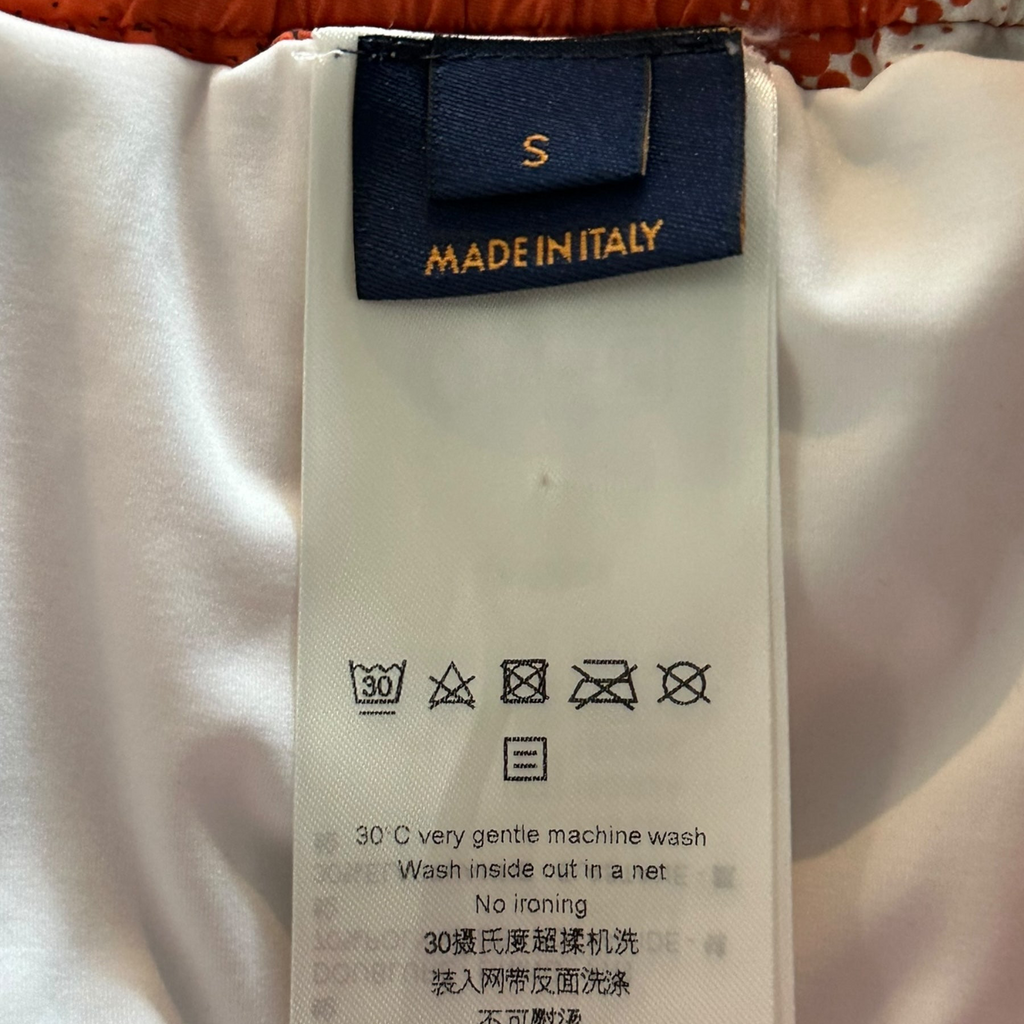 S
MADE IN ITALY
30
30°C very gentle machine wash
Wash inside out in a net
No ironing
30摄氏度超揉机洗
装入网带反面洗涤